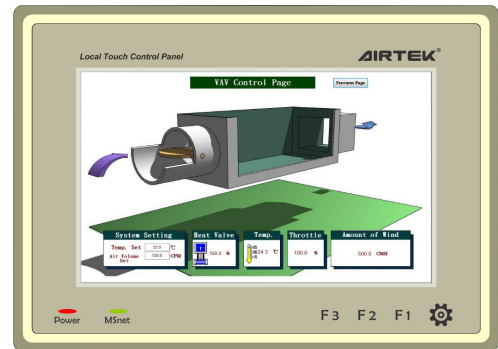 Local Touch Control Panel
AIRTEK®
VAV Control Page
Previous Page
System Setting
Temp. Set 25.0 ℃
Air Volume Set 500.0 CMH
Heat Valve
100.0 %
Temp.
24.3 ℃
Throttle
100.0 %
Amount of Wind
500.0 CMH
Power
MSnet
F3 F2 F1